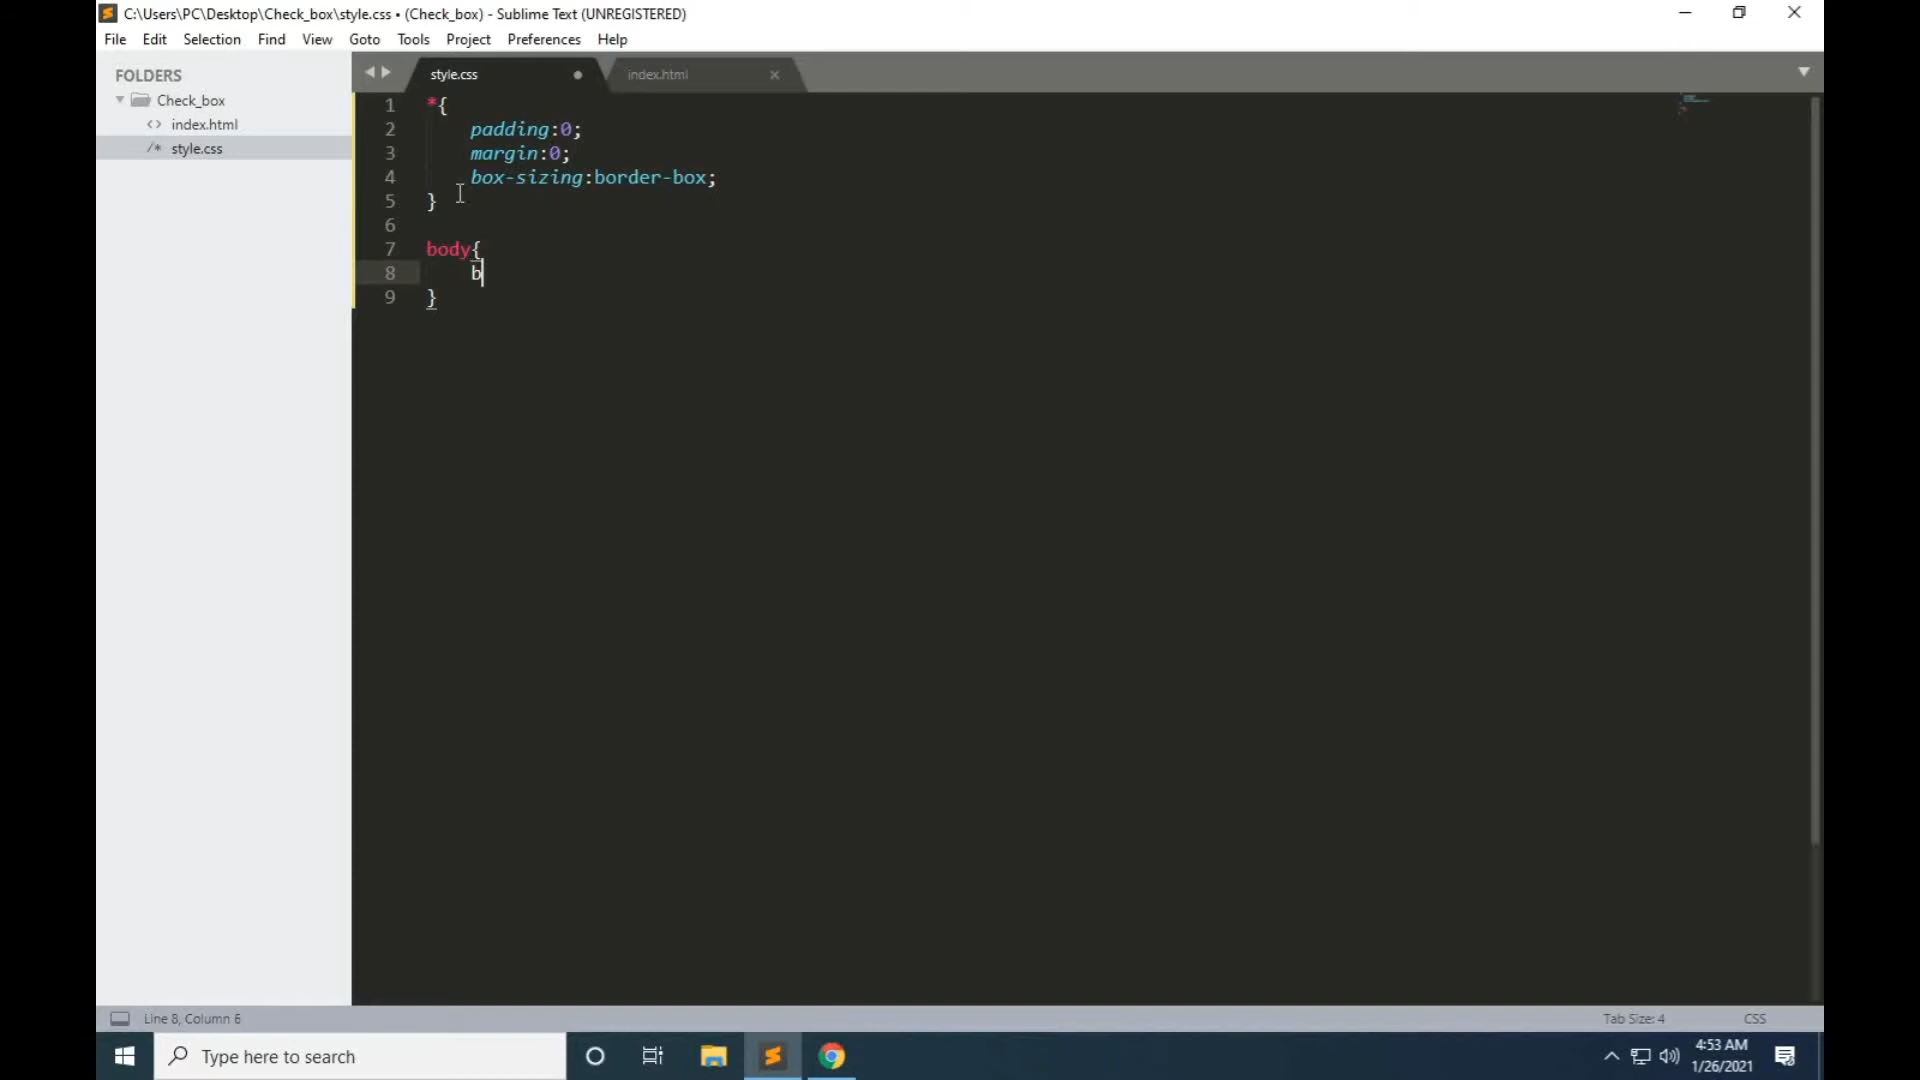 C:\Users\PC\Desktop\Check_box\style.css • (Check_box) - Sublime Text (UNREGISTERED)
File Edit Selection Find View Goto Tools Project Preferences Help
FOLDERS
Check_box
<> index.html
/* style.css
style.css
index.html
1 *{
2 padding:0;
3 margin:0;
4 box-sizing:border-box;
5 }
6
7 body{
8 b
9 }
Line 8, Column 6
Tab Size: 4
CSS
Type here to search
4:53 AM
1/26/2021